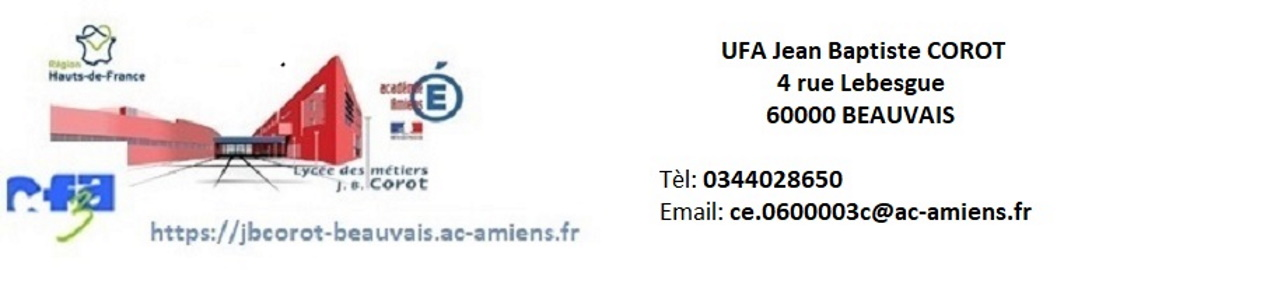 Région
Hauts-de-France
académie
Amiens
É
Lycée des métiers
J. B. Corot
cfa
https://jbcorot-beauvais.ac-amiens.fr
UFA Jean Baptiste COROT
4 rue Lebesgue
60000 BEAUVAIS
Tèl: 0344028650
Email: ce.0600003c@ac-amiens.fr